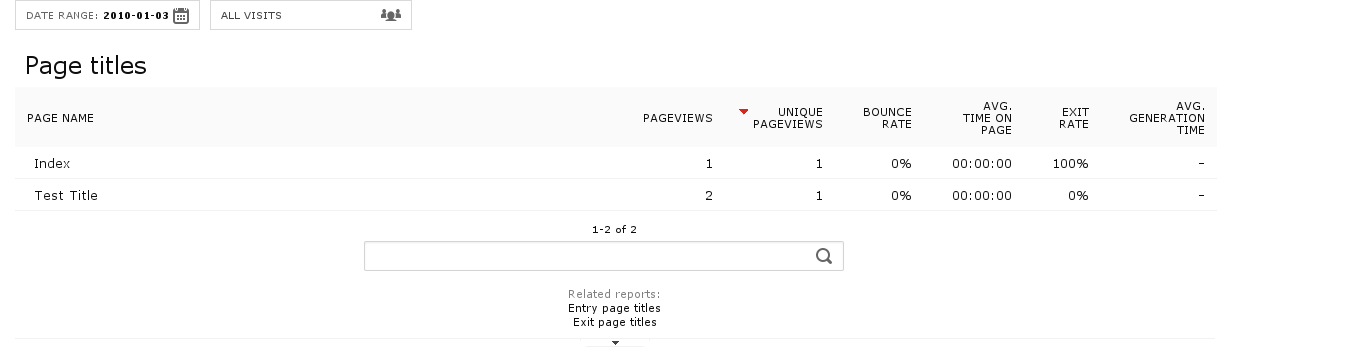 DATE RANGE: 2010-01-03 ALL VISITS
Page titles
PAGE NAME PAGEVIEWS UNIQUE PAGEVIEWS BOUNCE RATE AVG. TIME ON PAGE EXIT RATE AVG. GENERATION TIME
Index 1 1 0% 00:00:00 100% -
Test Title 2 1 0% 00:00:00 0% -
1-2 of 2
Related reports:
Entry page titles
Exit page titles